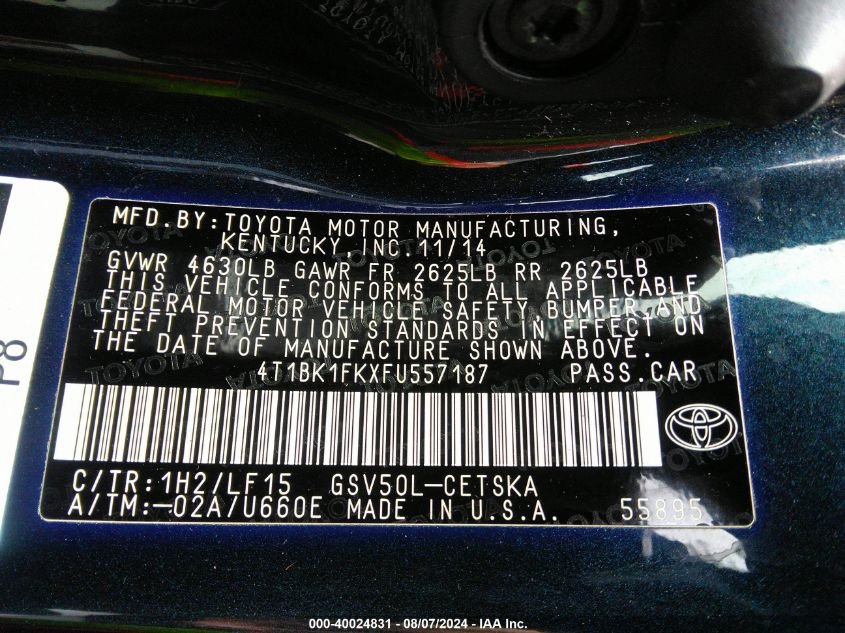 MFD.BY:TOYOTA MOTOR MANUFACTURING,
KENTUCKY INC.11/14
GVWR 4630LB GAWR FR 2625LB RR 2625LB
THIS VEHICLE CONFORMS TO ALL APPLICABLE
FEDERAL MOTOR VEHICLE SAFETY BUMPER,AND
THEFT PREVENTION STANDARDS IN EFFECT ON
THE DATE OF MANUFACTURE SHOWN ABOVE.
4T1BK1FKXFU557187 PASS.CAR
C/TR:1H2/LF15 GSV50L-CETSKA
A/TM:-02A/U660E MADE IN U.S.A. 55895
P8
000-40024831 - 08/07/2024 - IAA Inc.